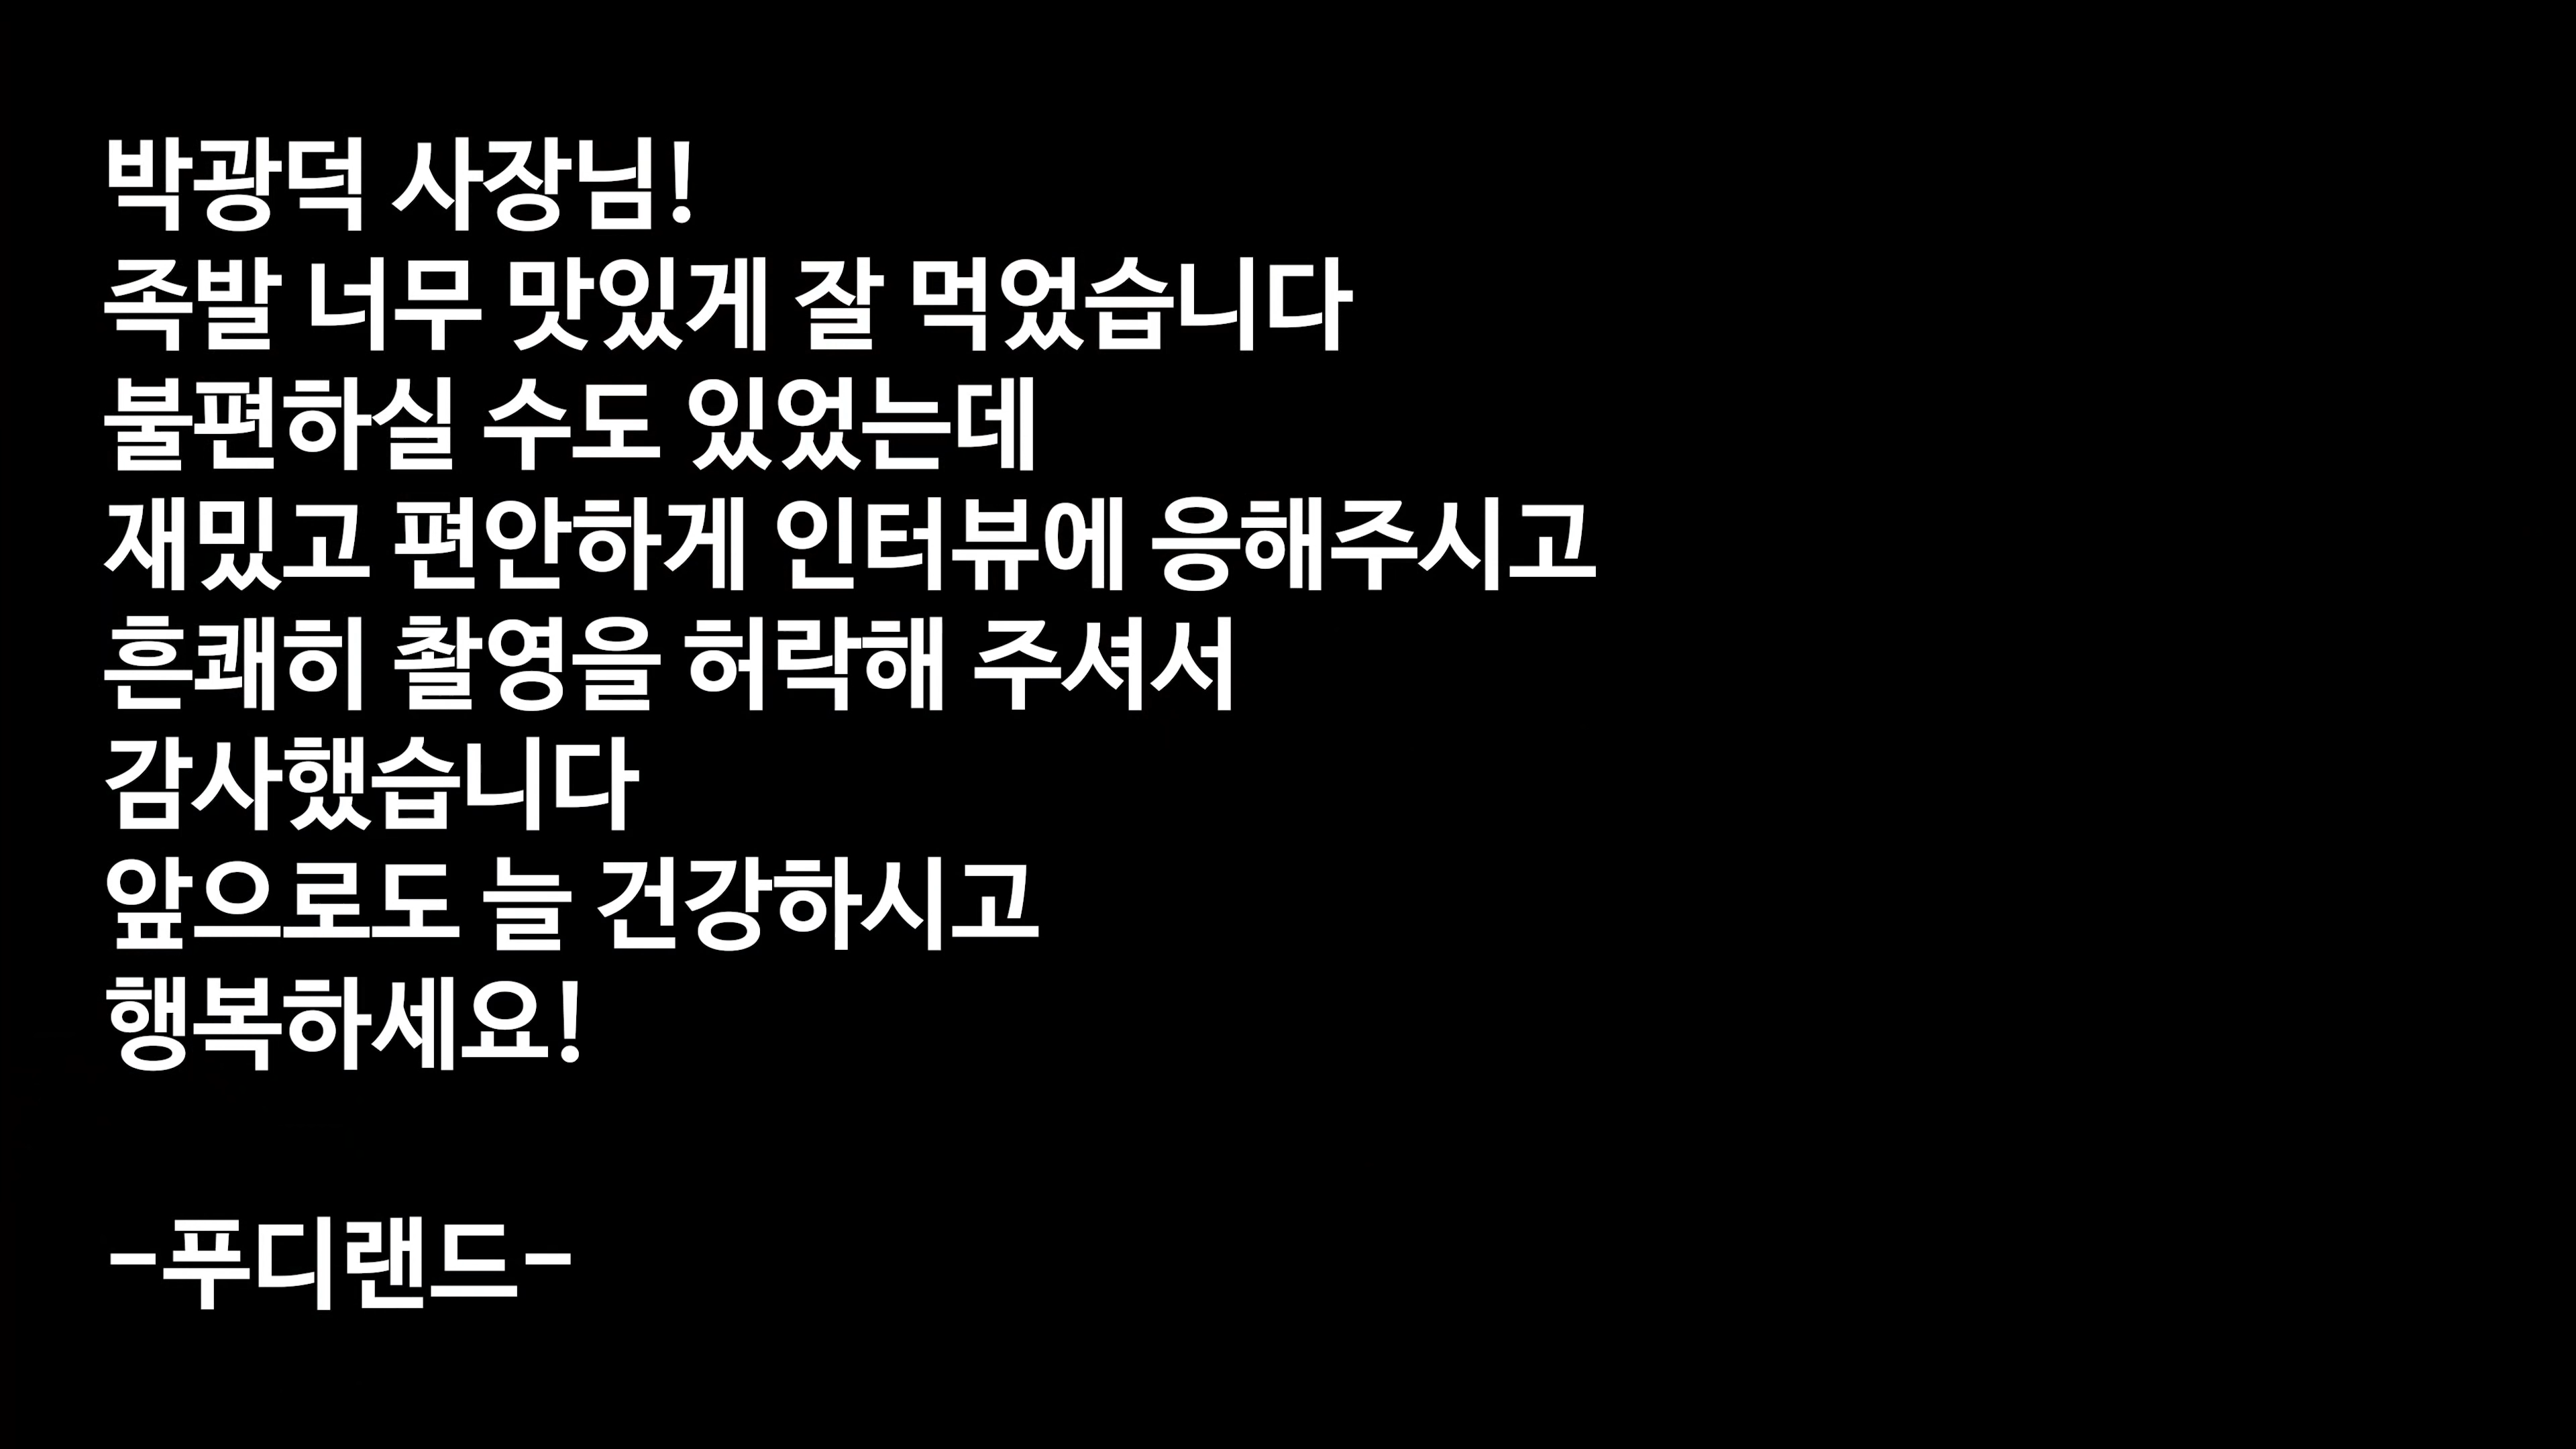 박광덕 사장님!
족발 너무 맛있게 잘 먹었습니다
불편하실 수도 있었는데
재밌고 편안하게 인터뷰에 응해주시고
흔쾌히 촬영을 허락해 주셔서
감사했습니다
앞으로도 늘 건강하시고
행복하세요!
-푸디랜드-